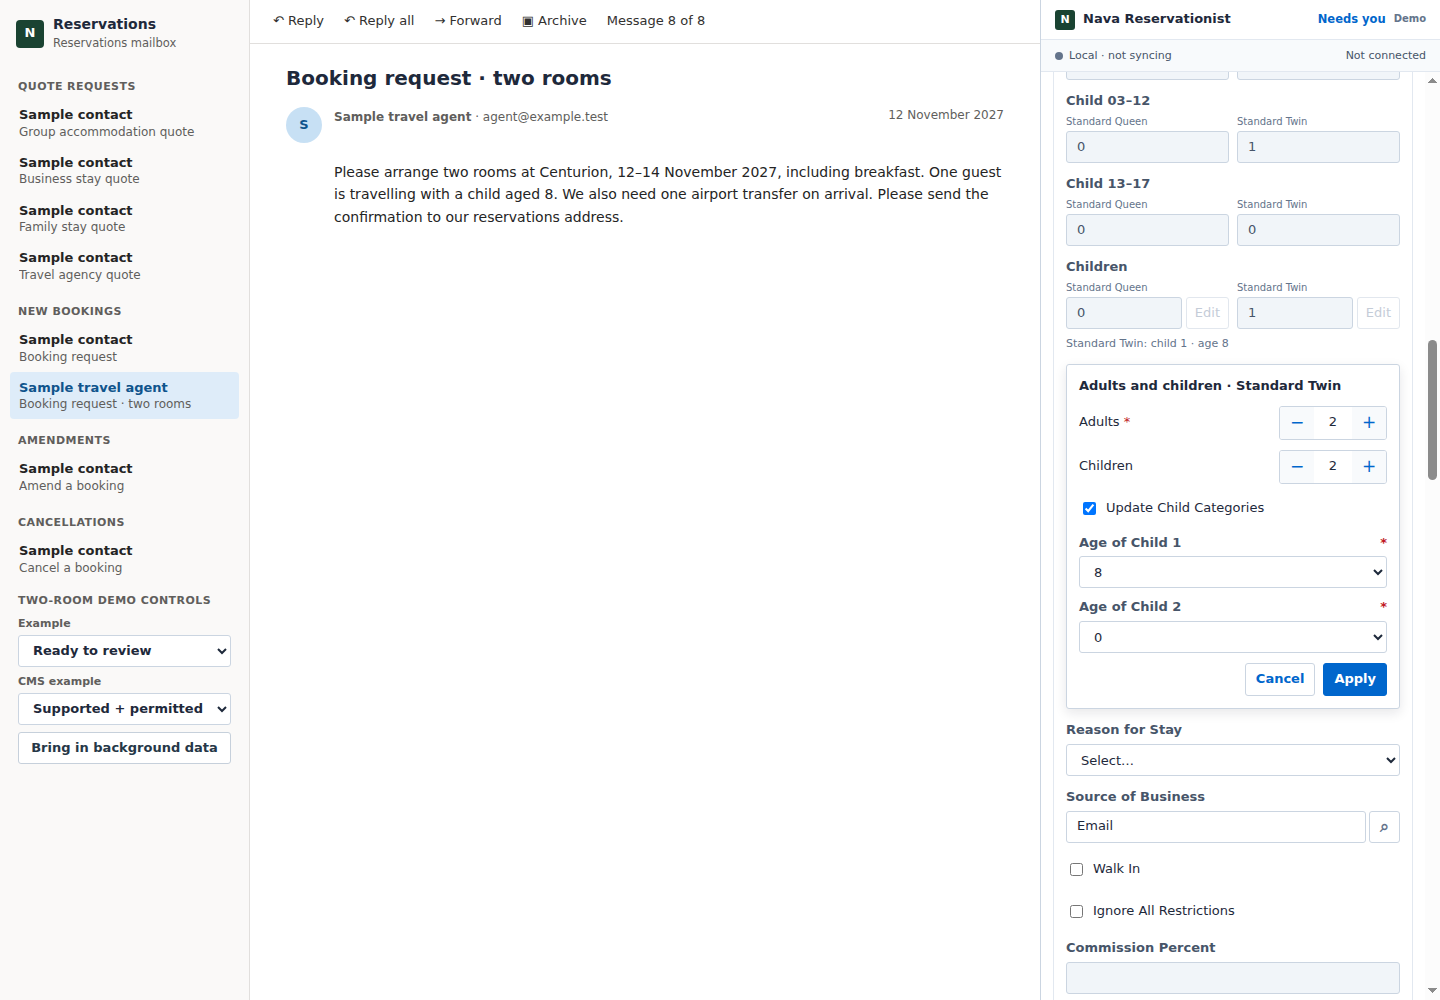 N
Reservations
Reservations mailbox
QUOTE REQUESTS
Sample contact
Group accommodation quote
Sample contact
Business stay quote
Sample contact
Family stay quote
Sample contact
Travel agency quote
NEW BOOKINGS
Sample contact
Booking request
Sample travel agent
Booking request · two rooms
AMENDMENTS
Sample contact
Amend a booking
CANCELLATIONS
Sample contact
Cancel a booking
TWO-ROOM DEMO CONTROLS
Example
Ready to review
CMS example
Supported + permitted
Bring in background data
↶ Reply ↶ Reply all → Forward ▣ Archive Message 8 of 8
Booking request · two rooms
S
Sample travel agent · agent@example.test 12 November 2027
Please arrange two rooms at Centurion, 12–14 November 2027, including breakfast. One guest
is travelling with a child aged 8. We also need one airport transfer on arrival. Please send the
confirmation to our reservations address.
N Nava Reservationist Needs you Demo
Local · not syncing Not connected
Child 03–12
Standard Queen Standard Twin
0 1
Child 13–17
Standard Queen Standard Twin
0 0
Children
Standard Queen Standard Twin
0 Edit 1 Edit
Standard Twin: child 1 · age 8
Adults and children · Standard Twin
Adults * − 2 +
Children − 2 +
Update Child Categories
Age of Child 1 *
8
Age of Child 2 *
0
Cancel Apply
Reason for Stay
Select...
Source of Business
Email
Walk In
Ignore All Restrictions
Commission Percent